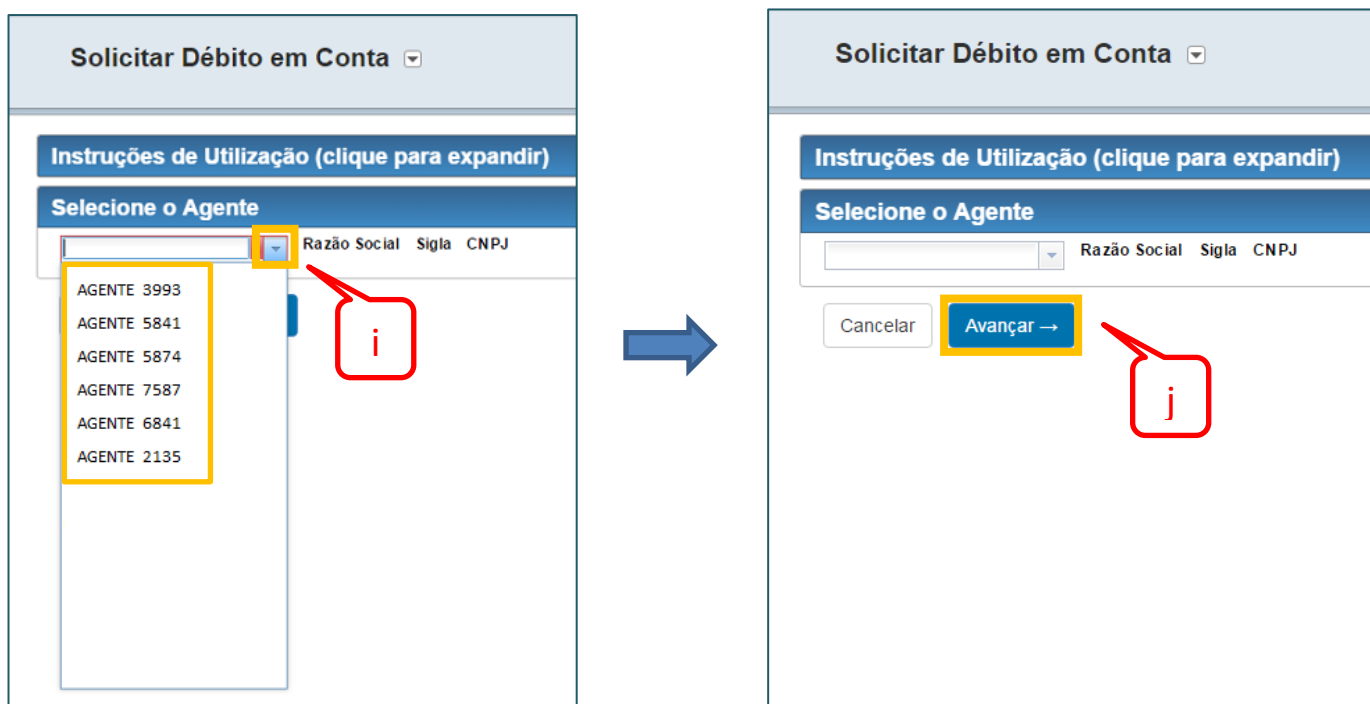 Solicitar Débito em Conta
Instruções de Utilização (clique para expandir)
Selecione o Agente
Razão Social Sigla CNPJ
AGENTE 3993
AGENTE 5841
AGENTE 5874
AGENTE 7587
AGENTE 6841
AGENTE 2135
i
Solicitar Débito em Conta
Instruções de Utilização (clique para expandir)
Selecione o Agente
Razão Social Sigla CNPJ
Cancelar Avançar →
j